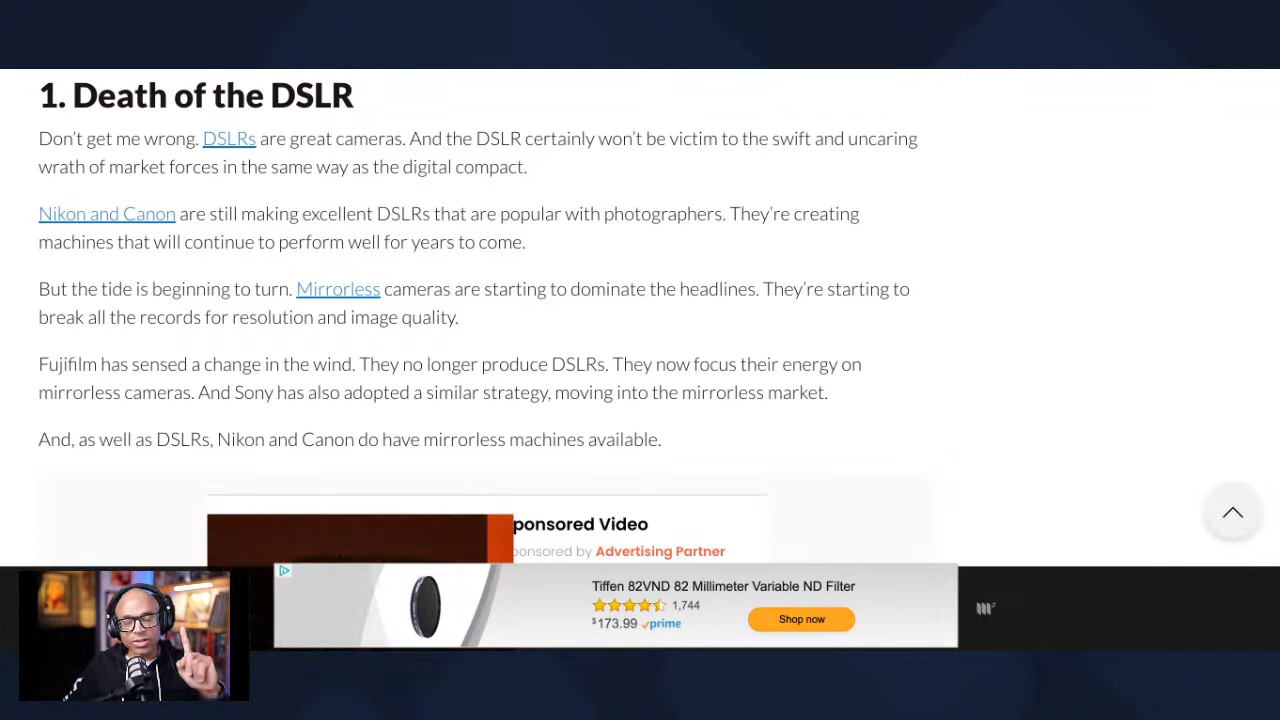 1. Death of the DSLR
Don’t get me wrong. DSLRs are great cameras. And the DSLR certainly won’t be victim to the swift and uncaring
wrath of market forces in the same way as the digital compact.
Nikon and Canon are still making excellent DSLRs that are popular with photographers. They’re creating
machines that will continue to perform well for years to come.
But the tide is beginning to turn. Mirrorless cameras are starting to dominate the headlines. They’re starting to
break all the records for resolution and image quality.
Fujifilm has sensed a change in the wind. They no longer produce DSLRs. They now focus their energy on
mirrorless cameras. And Sony has also adopted a similar strategy, moving into the mirrorless market.
And, as well as DSLRs, Nikon and Canon do have mirrorless machines available.
ponsored Video
ponsored by Advertising Partner
Tiffen 82VND 82 Millimeter Variable ND Filter
1,744
$173.99 prime
Shop now